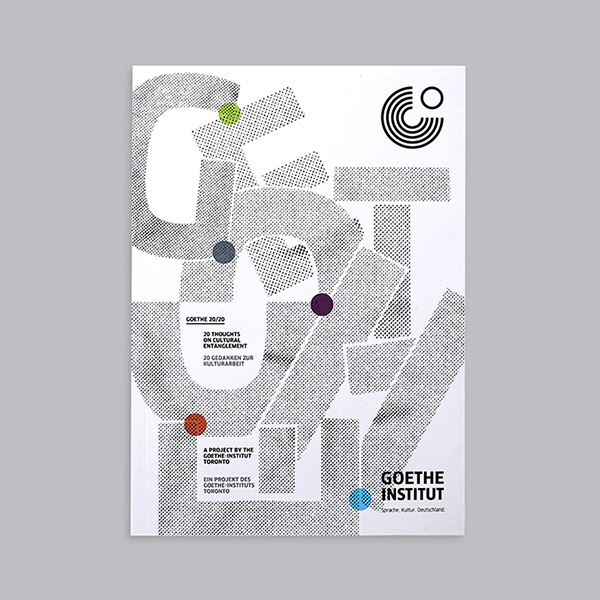 GOETHE 20/20
20 THOUGHTS
ON CULTURAL
ENTANGLEMENT
20 GEDANKEN ZUR
KULTURARBEIT
A PROJECT BY THE
GOETHE-INSTITUT
TORONTO
EIN PROJEKT DES
GOETHE-INSTITUTS
TORONTO
GOETHE
INSTITUT
Sprache. Kultur. Deutschland.